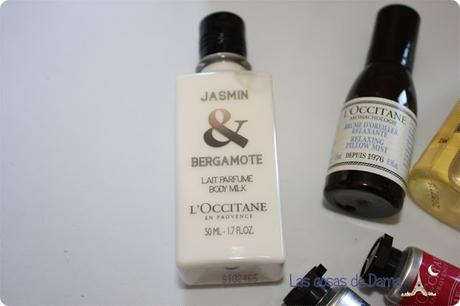 JASMIN
&
BERGAMOTE
LAIT PARFUMÉ
BODY MILK
L'OCCITANE
EN PROVENCE
50 ML - 1.7 FL.OZ.
L'OCCITANE
AROMACHOLOGIE
BRUME D'OREILLER
RELAXANTE
RELAXING
PILLOW MIST
DEPUIS 1976
Las cosas de Dama